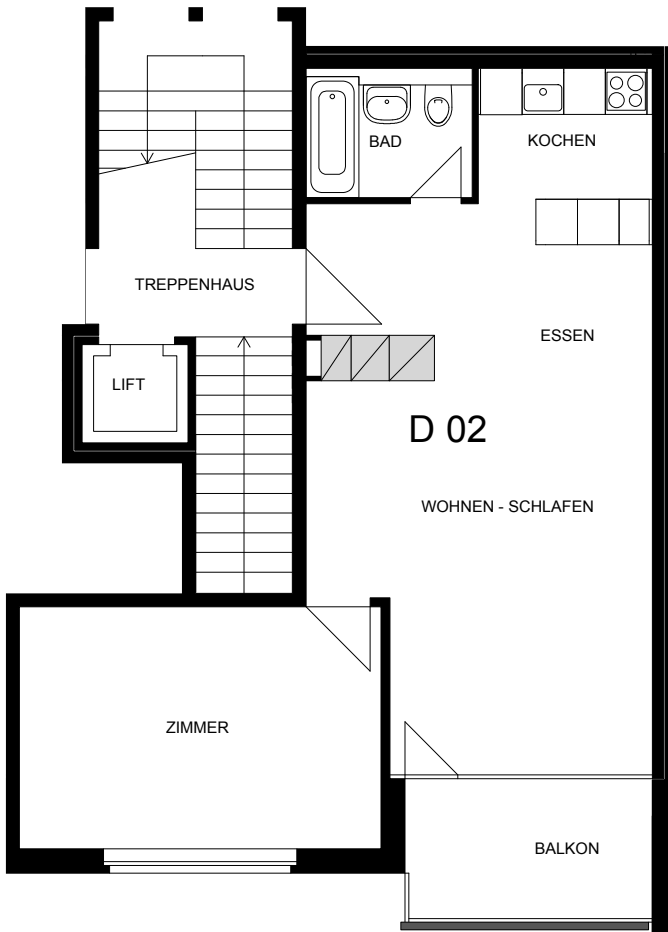 BAD
KOCHEN
TREPPENHAUS
ESSEN
LIFT
D 02
WOHNEN - SCHLAFEN
ZIMMER
BALKON